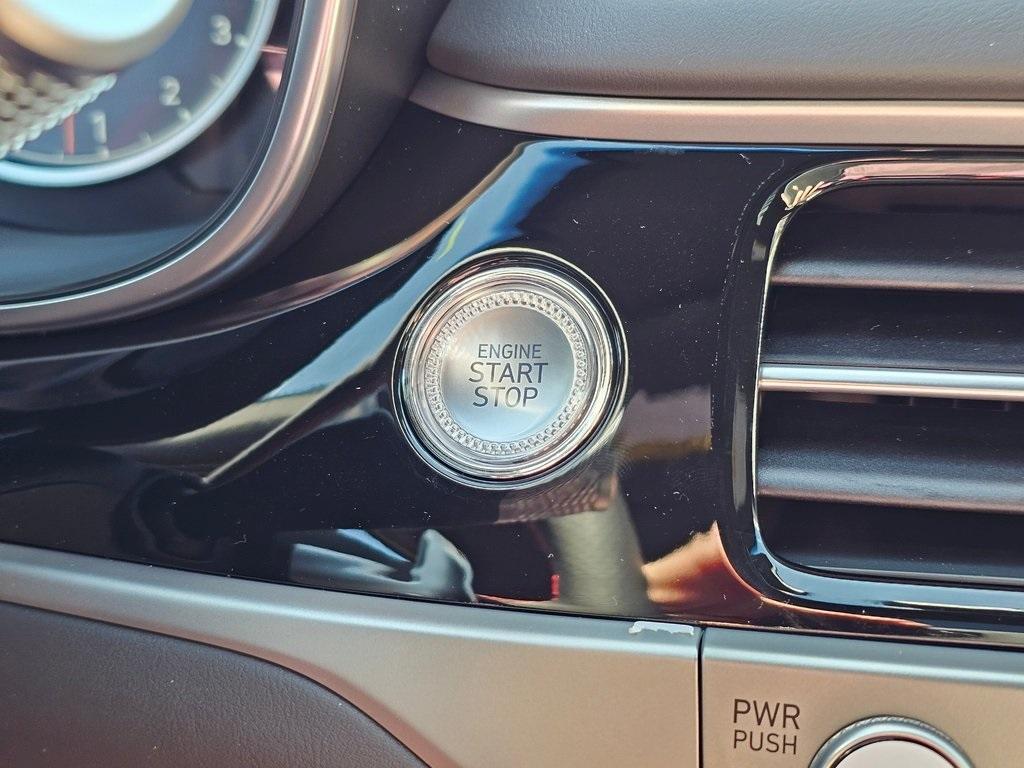 3
2
1
ENGINE
START
STOP
PWR
PUSH